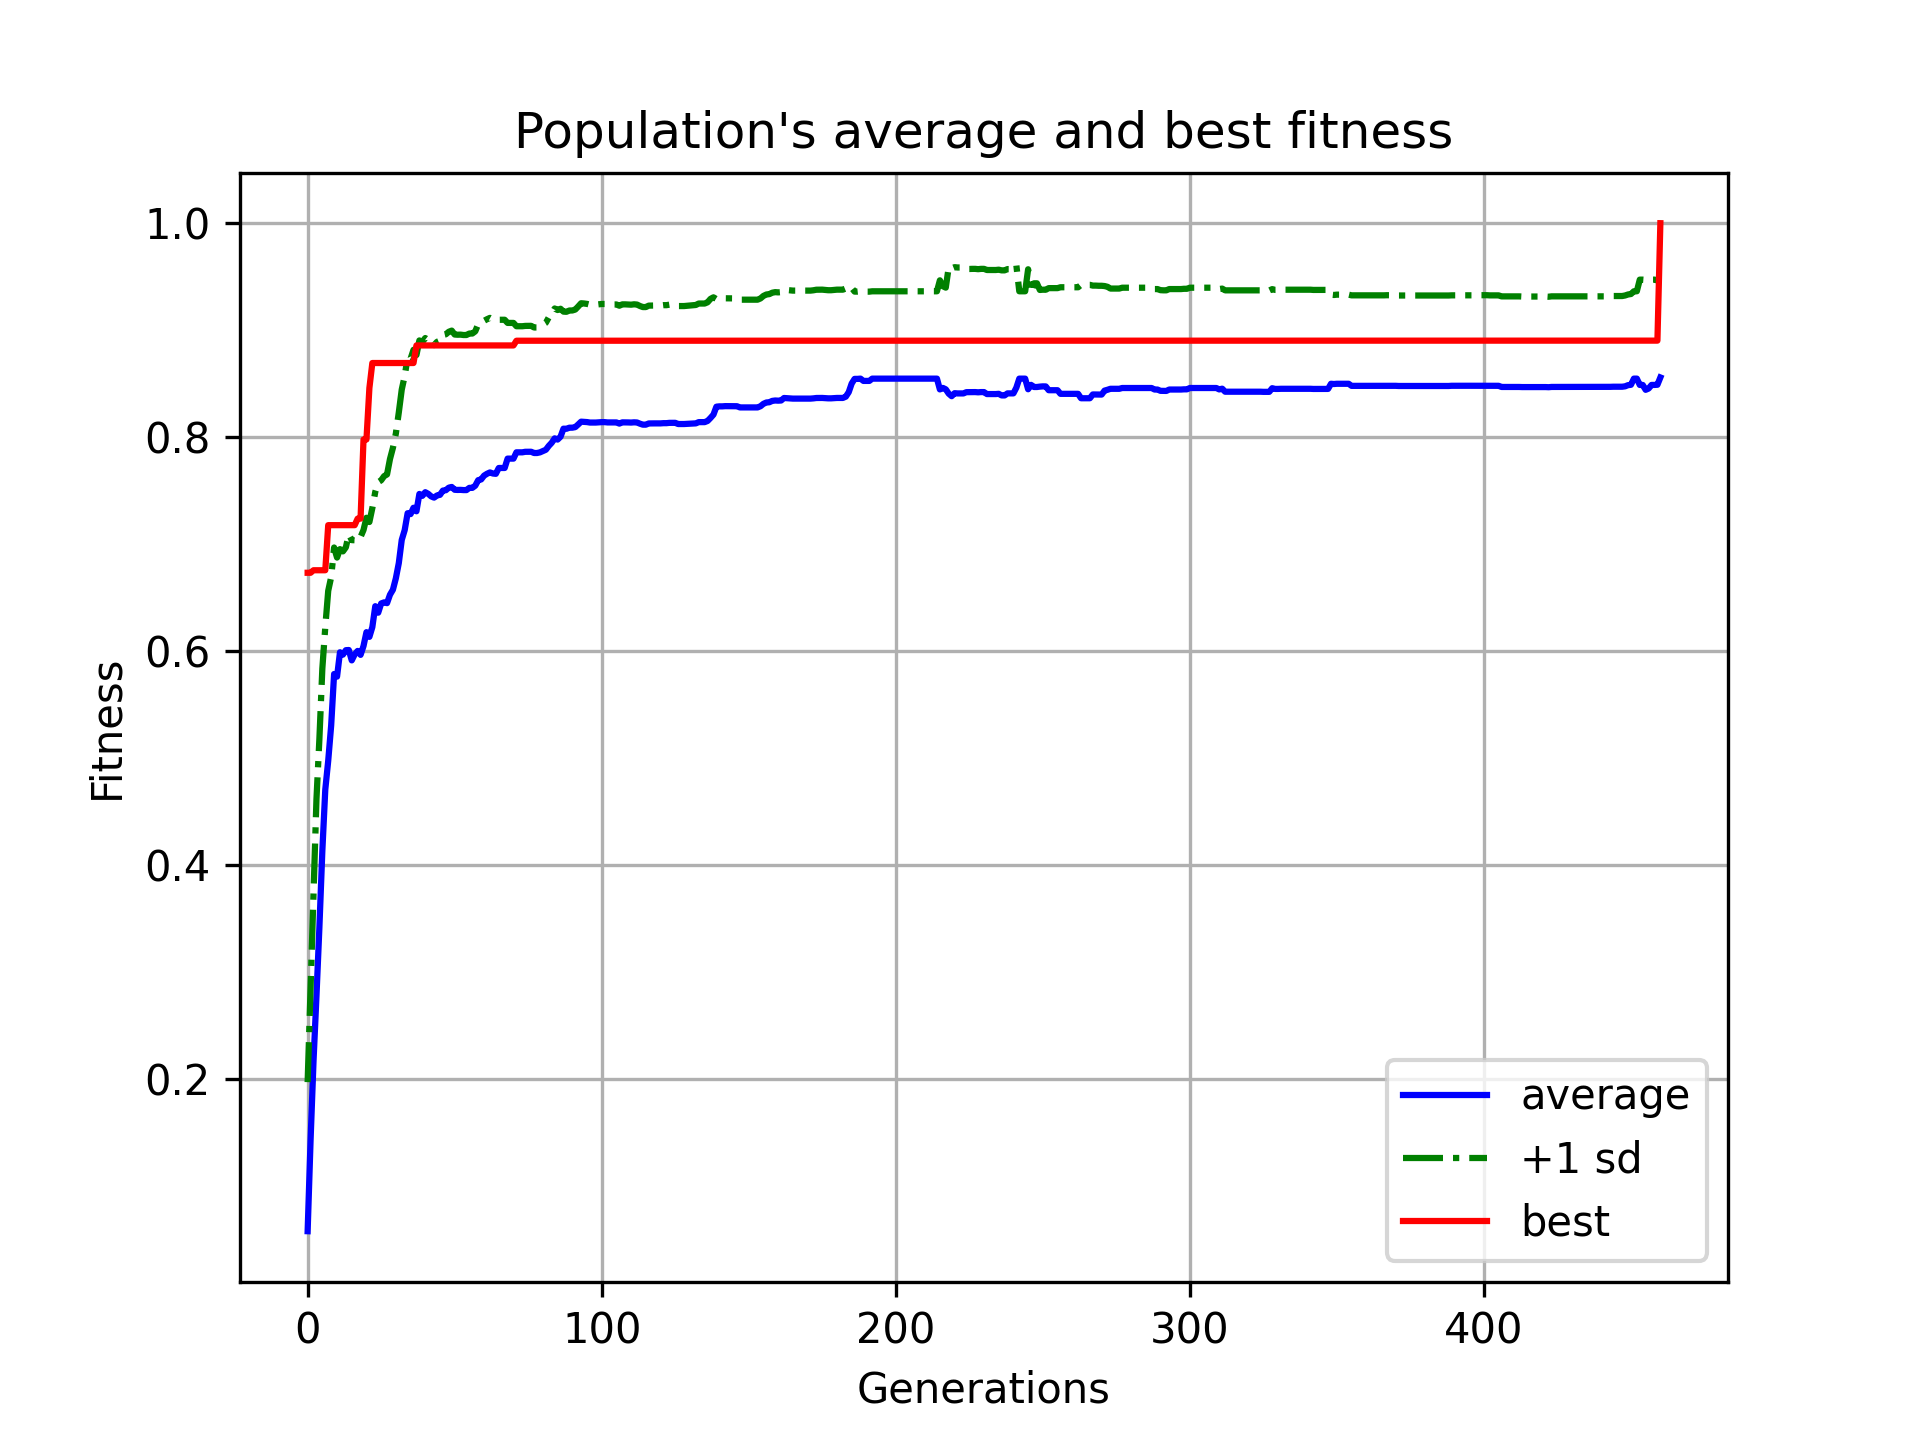 Population's average and best fitness
1.0
0.8
0.6
0.4
0.2
Fitness
0 100 200 300 400
Generations
average
+1 sd
best